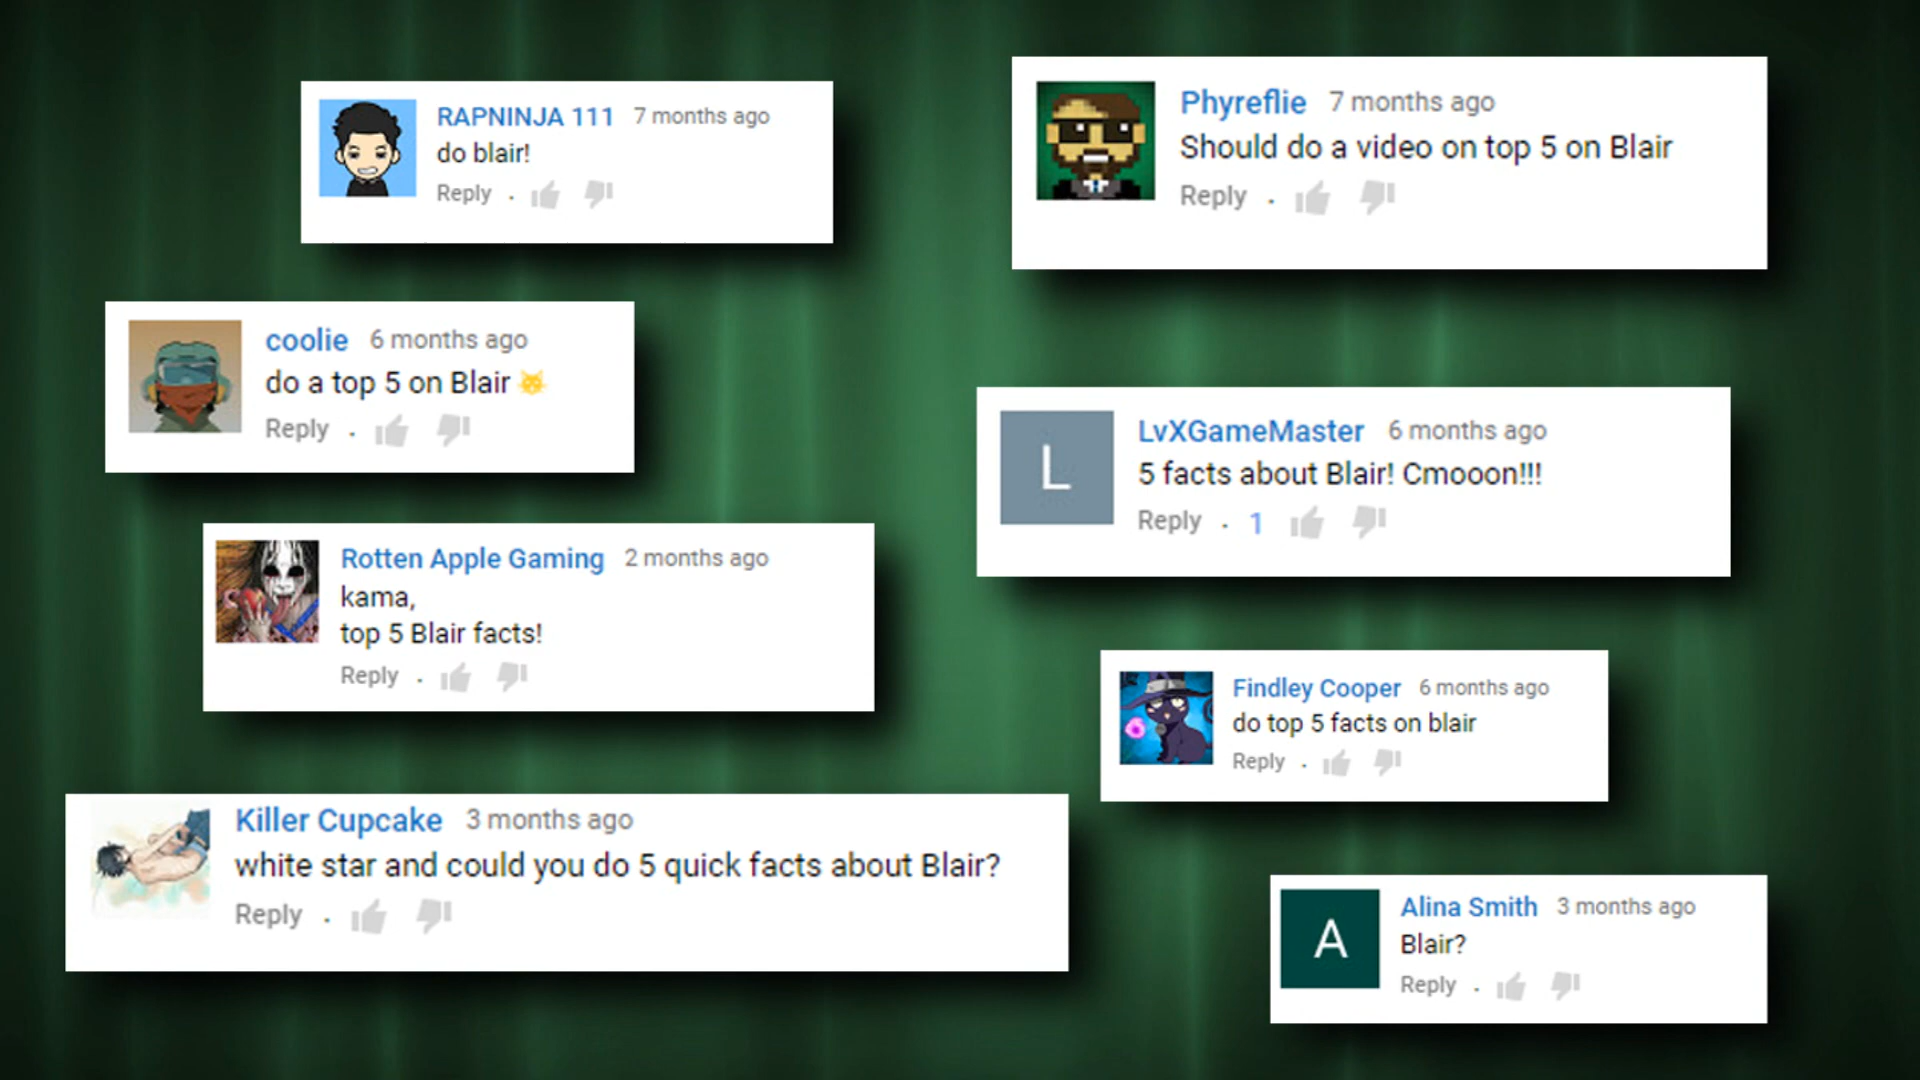 RAPNINJA 111 7 months ago
do blair!
Reply
Phyreflie 7 months ago
Should do a video on top 5 on Blair
Reply
coolie 6 months ago
do a top 5 on Blair 😺
Reply
L
LvXGameMaster 6 months ago
5 facts about Blair! Cmooon!!!
Reply 1
Rotten Apple Gaming 2 months ago
kama,
top 5 Blair facts!
Reply
Findley Cooper 6 months ago
do top 5 facts on blair
Reply
Killer Cupcake 3 months ago
white star and could you do 5 quick facts about Blair?
Reply
A
Alina Smith 3 months ago
Blair?
Reply